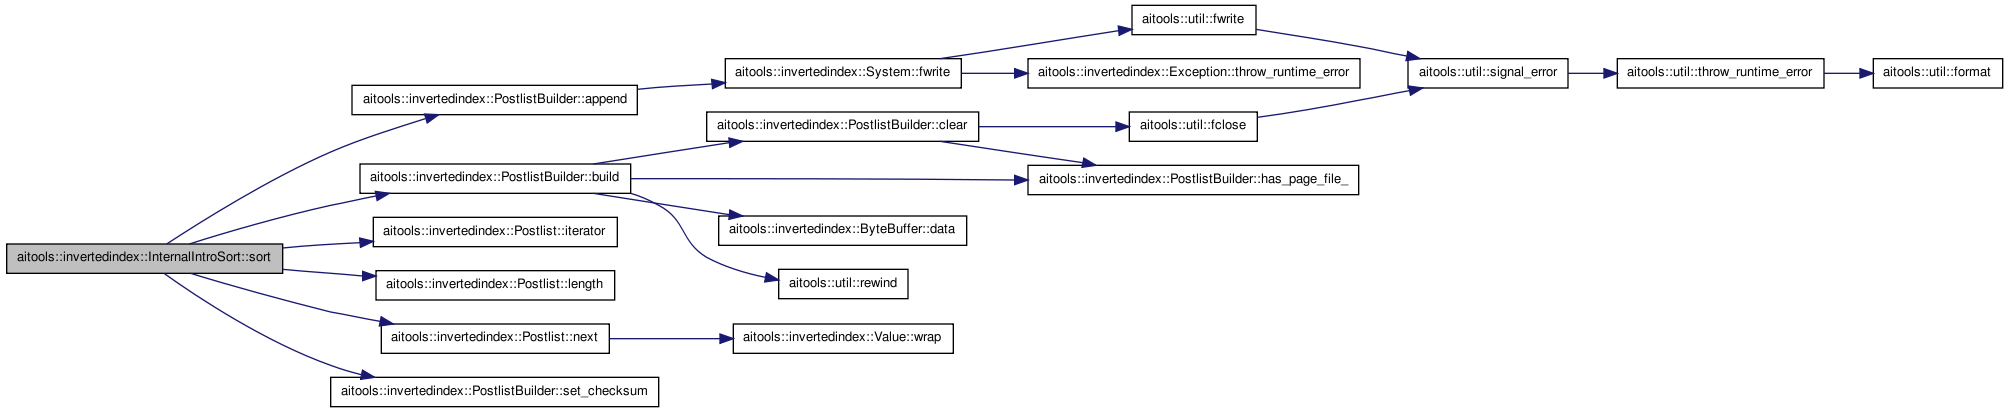 aitools::util::fwrite
aitools::invertedindex::System::fwrite
aitools::invertedindex::Exception::throw_runtime_error
aitools::util::signal_error
aitools::util::throw_runtime_error
aitools::util::format
aitools::invertedindex::PostlistBuilder::append
aitools::invertedindex::PostlistBuilder::clear
aitools::util::fclose
aitools::invertedindex::PostlistBuilder::build
aitools::invertedindex::PostlistBuilder::has_page_file_
aitools::invertedindex::Postlist::iterator
aitools::invertedindex::ByteBuffer::data
aitools::invertedindex::InternalIntroSort::sort
aitools::invertedindex::Postlist::length
aitools::util::rewind
aitools::invertedindex::Postlist::next
aitools::invertedindex::Value::wrap
aitools::invertedindex::PostlistBuilder::set_checksum